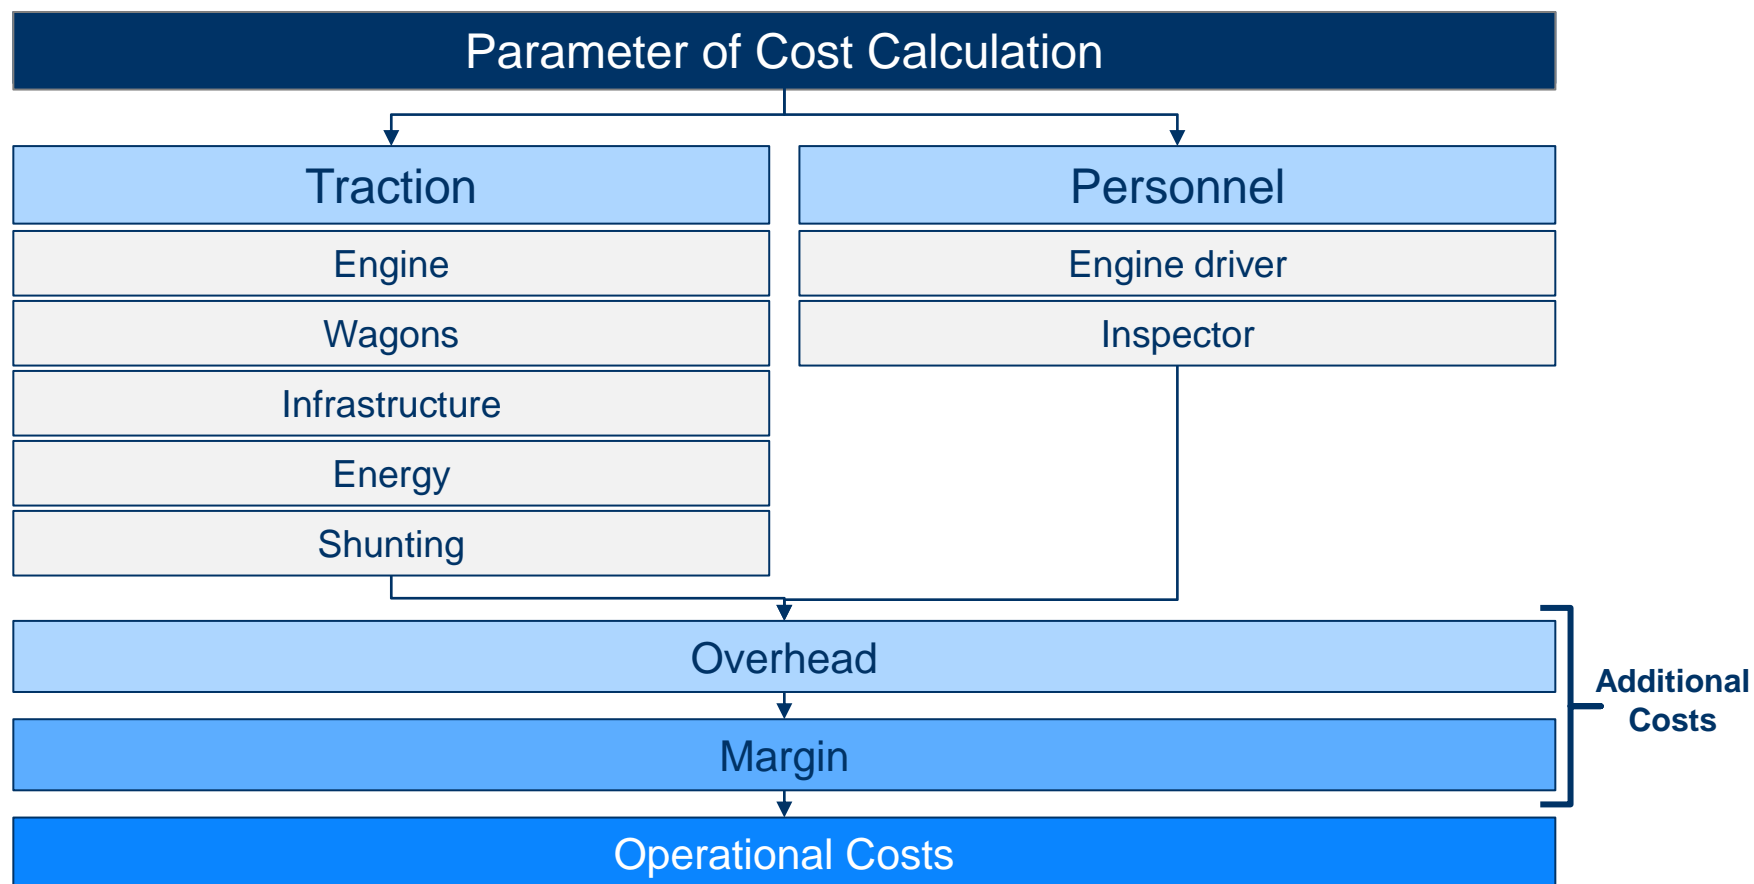 Parameter of Cost Calculation
Traction
Engine
Wagons
Infrastructure
Energy
Shunting
Personnel
Engine driver
Inspector
Overhead
Margin
Additional
Costs
Operational Costs